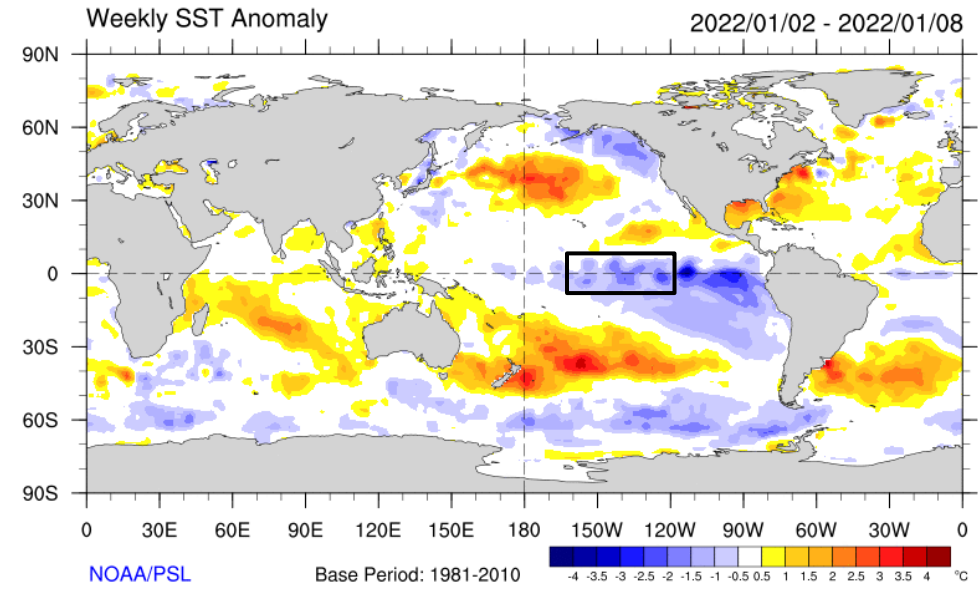 Weekly SST Anomaly 2022/01/02 - 2022/01/08
90N
60N
30N
0
30S
60S
90S
0 30E 60E 90E 120E 150E 180 150W 120W 90W 60W 30W 0
NOAA/PSL Base Period: 1981-2010
-4 -3.5 -3 -2.5 -2 -1.5 -1 -0.5 0.5 1 1.5 2 2.5 3 3.5 4 °C